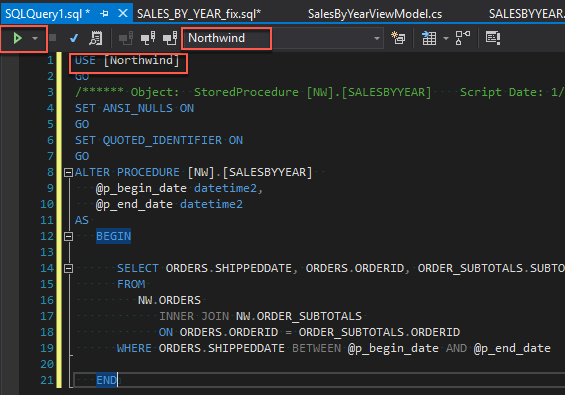 SQLQuery1.sql * SALES_BY_YEAR_fix.sql* SalesByYearViewModel.cs SALESBYYEAR.
Northwind
1 USE [Northwind]
2 GO
3 /****** Object:  StoredProcedure [NW].[SALESBYYEAR]    Script Date: 1/
4 SET ANSI_NULLS ON
5 GO
6 SET QUOTED_IDENTIFIER ON
7 GO
8 ALTER PROCEDURE [NW].[SALESBYYEAR]
9 @p_begin_date datetime2,
10 @p_end_date datetime2
11 AS
12 BEGIN
13
14 SELECT ORDERS.SHIPPEDDATE, ORDERS.ORDERID, ORDER_SUBTOTALS.SUBTO
15 FROM
16 NW.ORDERS
17 INNER JOIN NW.ORDER_SUBTOTALS
18 ON ORDERS.ORDERID = ORDER_SUBTOTALS.ORDERID
19 WHERE ORDERS.SHIPPEDDATE BETWEEN @p_begin_date AND @p_end_date
20
21 END